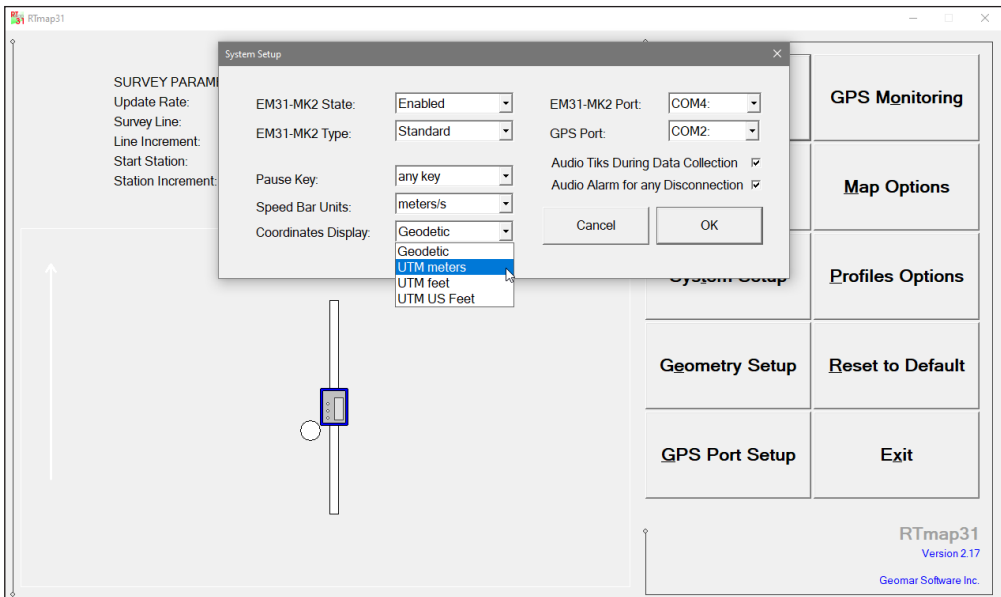 RTmap31
System Setup
SURVEY PARAM
Update Rate:
Survey Line:
Line Increment:
Start Station:
Station Increment:
EM31-MK2 State:
Enabled
EM31-MK2 Type:
Standard
Pause Key:
any key
Speed Bar Units:
meters/s
Coordinates Display:
Geodetic
Geodetic
UTM meters
UTM feet
UTM US Feet
EM31-MK2 Port:
COM4:
GPS Port:
COM2:
Audio Tiks During Data Collection
Audio Alarm for any Disconnection
Cancel
OK
GPS Monitoring
Map Options
System Setup
Profiles Options
Geometry Setup
Reset to Default
GPS Port Setup
Exit
RTmap31
Version 2.17
Geomar Software Inc.